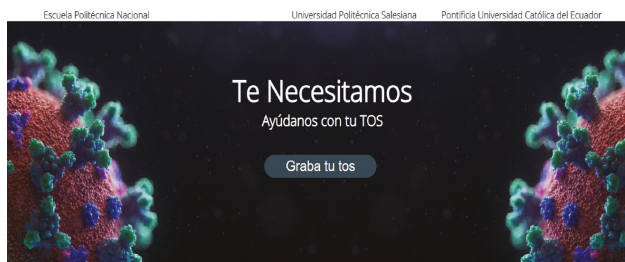 Escuela Politécnica Nacional
Universidad Politécnica Salesiana
Pontificia Universidad Católica del Ecuador
Te Necesitamos
Ayúdanos con tu TOS
Graba tu tos